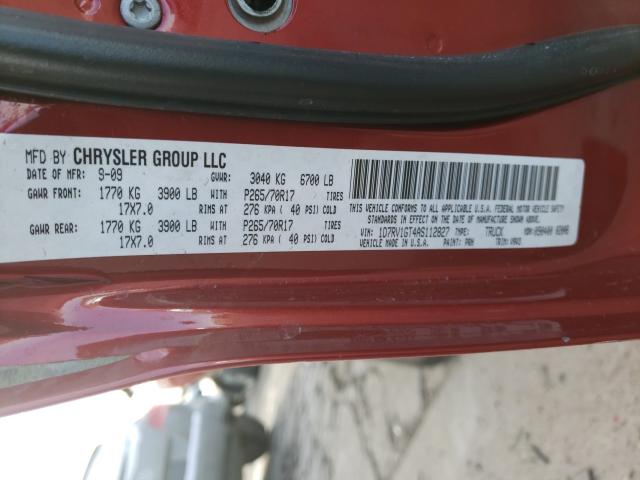 MFD BY CHRYSLER GROUP LLC
DATE OF MFR: 9-09 GVWR: 3040 KG 6700 LB
GAWR FRONT: 1770 KG 3900 LB WITH P265/70R17 TIRES
17X7.0 RIMS AT 276 KPA ( 40 PSI) COLD
GAWR REAR: 1770 KG 3900 LB WITH P265/70R17 TIRES
17X7.0 RIMS AT 276 KPA ( 40 PSI) COLD
THIS VEHICLE CONFORMS TO ALL APPLICABLE U.S.A. FEDERAL MOTOR VEHICLE SAFETY
STANDARDS IN EFFECT ON THE DATE OF MANUFACTURE SHOWN ABOVE.
VIN: 1D7RV1GT4AS112827 TYPE: TRUCK MDH:
MADE IN U.S.A. PAINT: PRH TRIM: